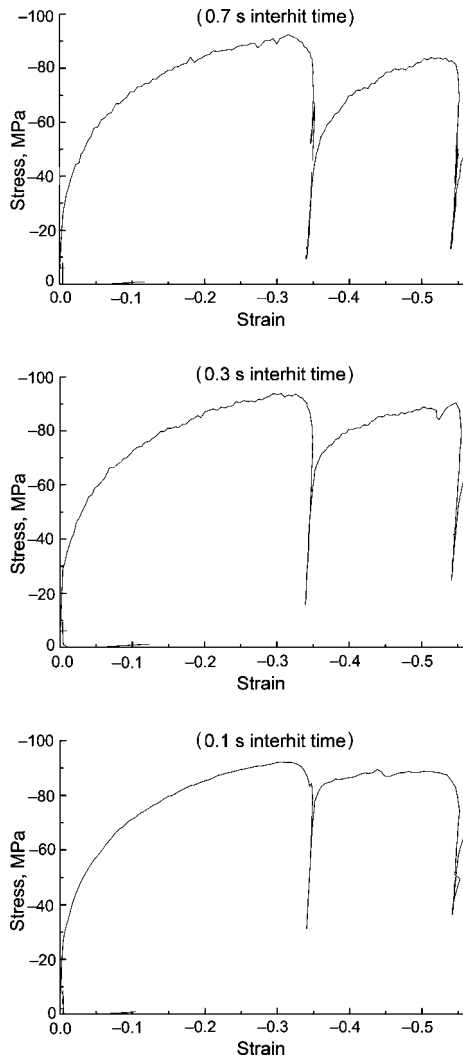 (0.7 s interhit time)
–100
–80
–60
–40
–20
0
Stress, MPa
0.0 –0.1 –0.2 –0.3 –0.4 –0.5
Strain
(0.3 s interhit time)
–100
–80
–60
–40
–20
0
Stress, MPa
0.0 –0.1 –0.2 –0.3 –0.4 –0.5
Strain
(0.1 s interhit time)
–100
–80
–60
–40
–20
0
Stress, MPa
0.0 –0.1 –0.2 –0.3 –0.4 –0.5
Strain